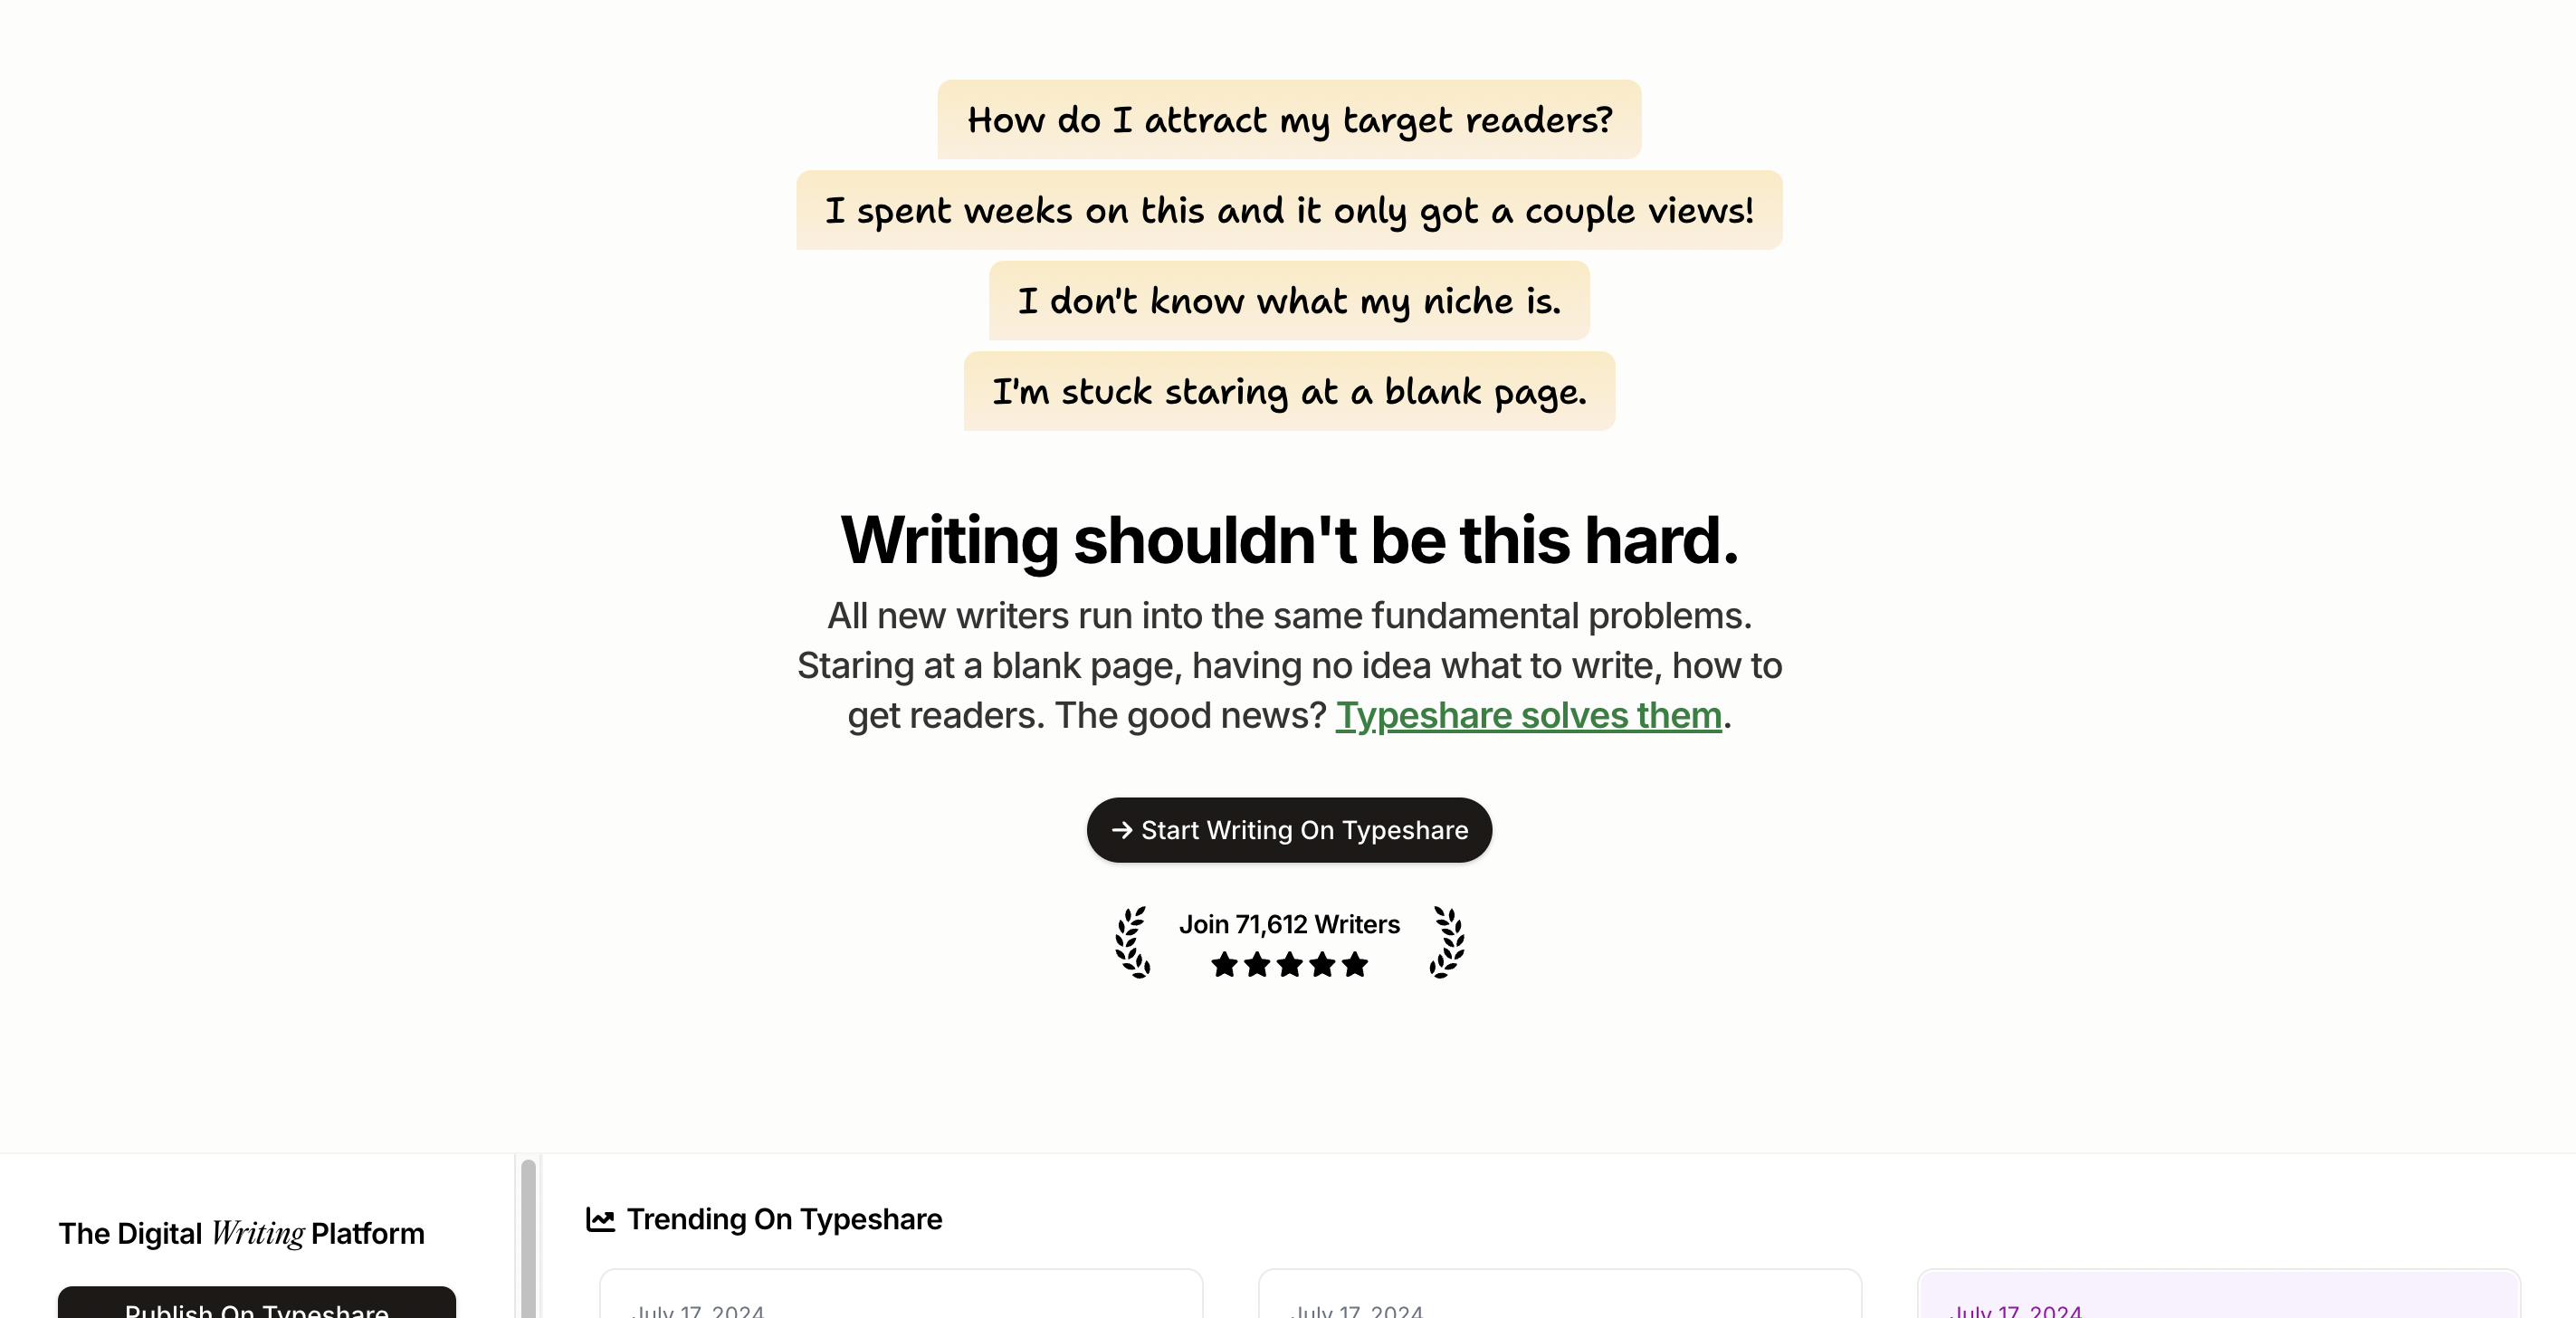 How do I attract my target readers?
I spent weeks on this and it only got a couple views!
I don't know what my niche is.
I'm stuck staring at a blank page.
Writing shouldn't be this hard.
All new writers run into the same fundamental problems.
Staring at a blank page, having no idea what to write, how to
get readers. The good news? Typeshare solves them.
→ Start Writing On Typeshare
Join 71,612 Writers
★★★★★
The Digital Writing Platform
Publish On Typeshare
Trending On Typeshare
July 17, 2024
July 17, 2024
July 17, 2024